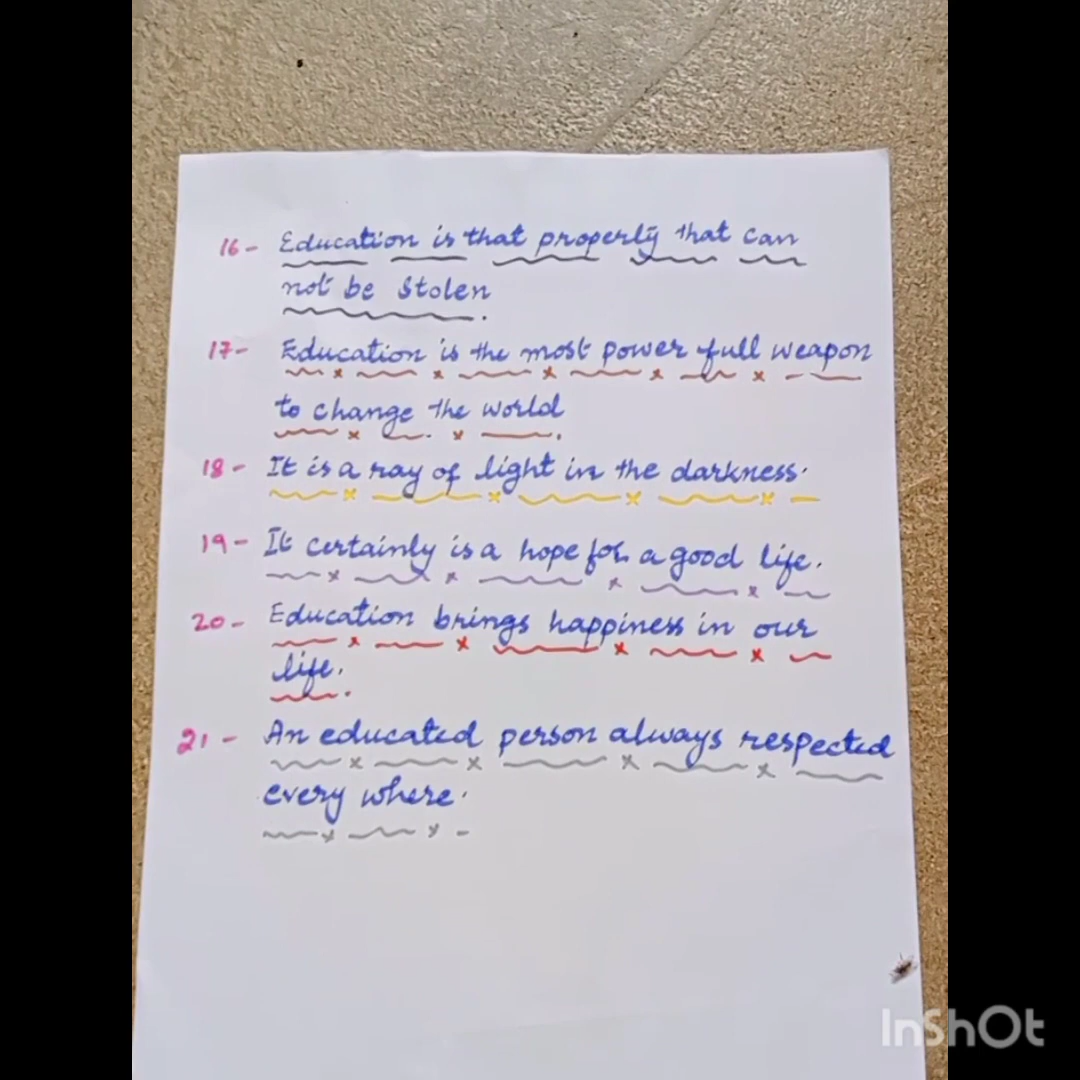 16- Education is that property that can
not be stolen.
17- Education is the most power full weapon
to change the world.
18- It is a ray of light in the darkness.
19- It certainly is a hope for a good life.
20- Education brings happiness in our
life.
21- An educated person always respected
every where.
InShOt